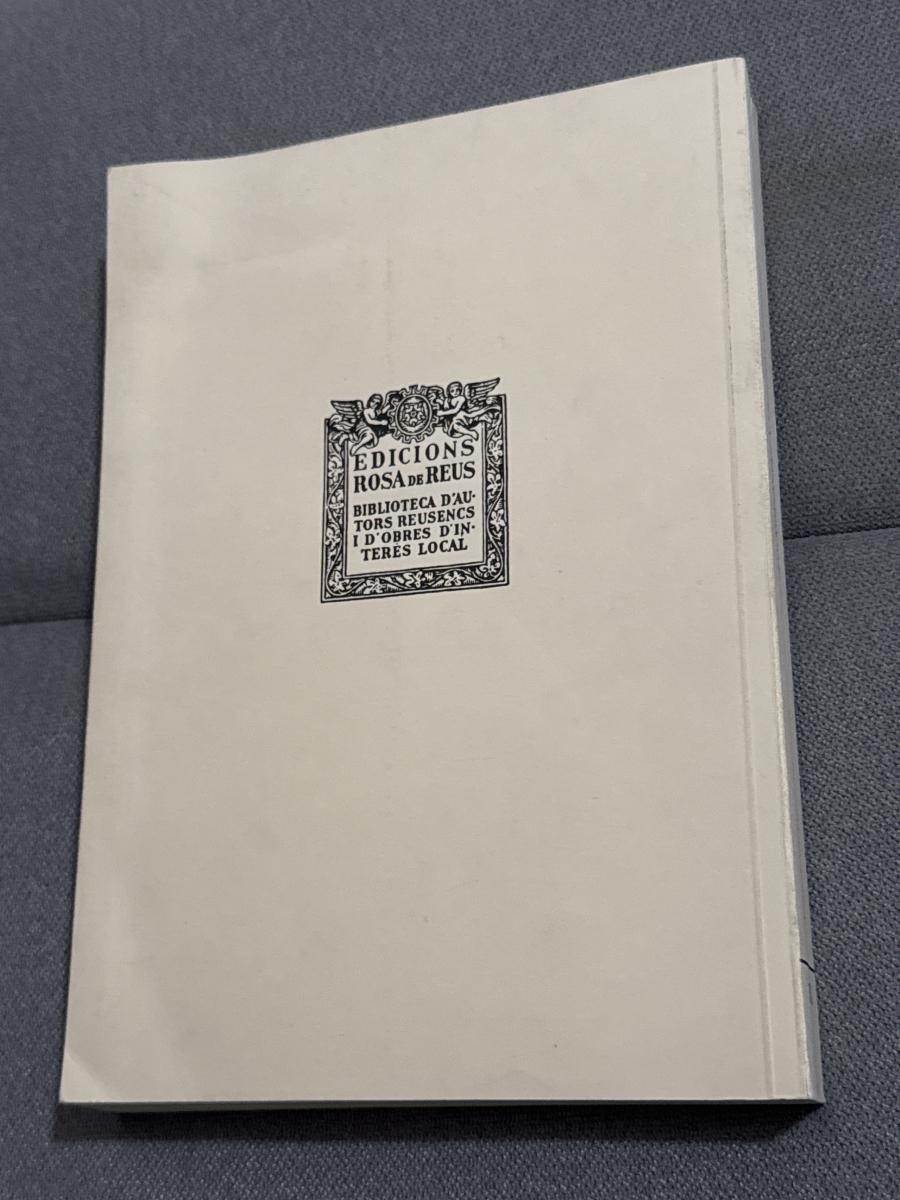 EDICIONS
ROSA DE REUS
BIBLIOTECA D'AU-
TORS REUSENCS
I D'OBRES D'IN-
TERÈS LOCAL